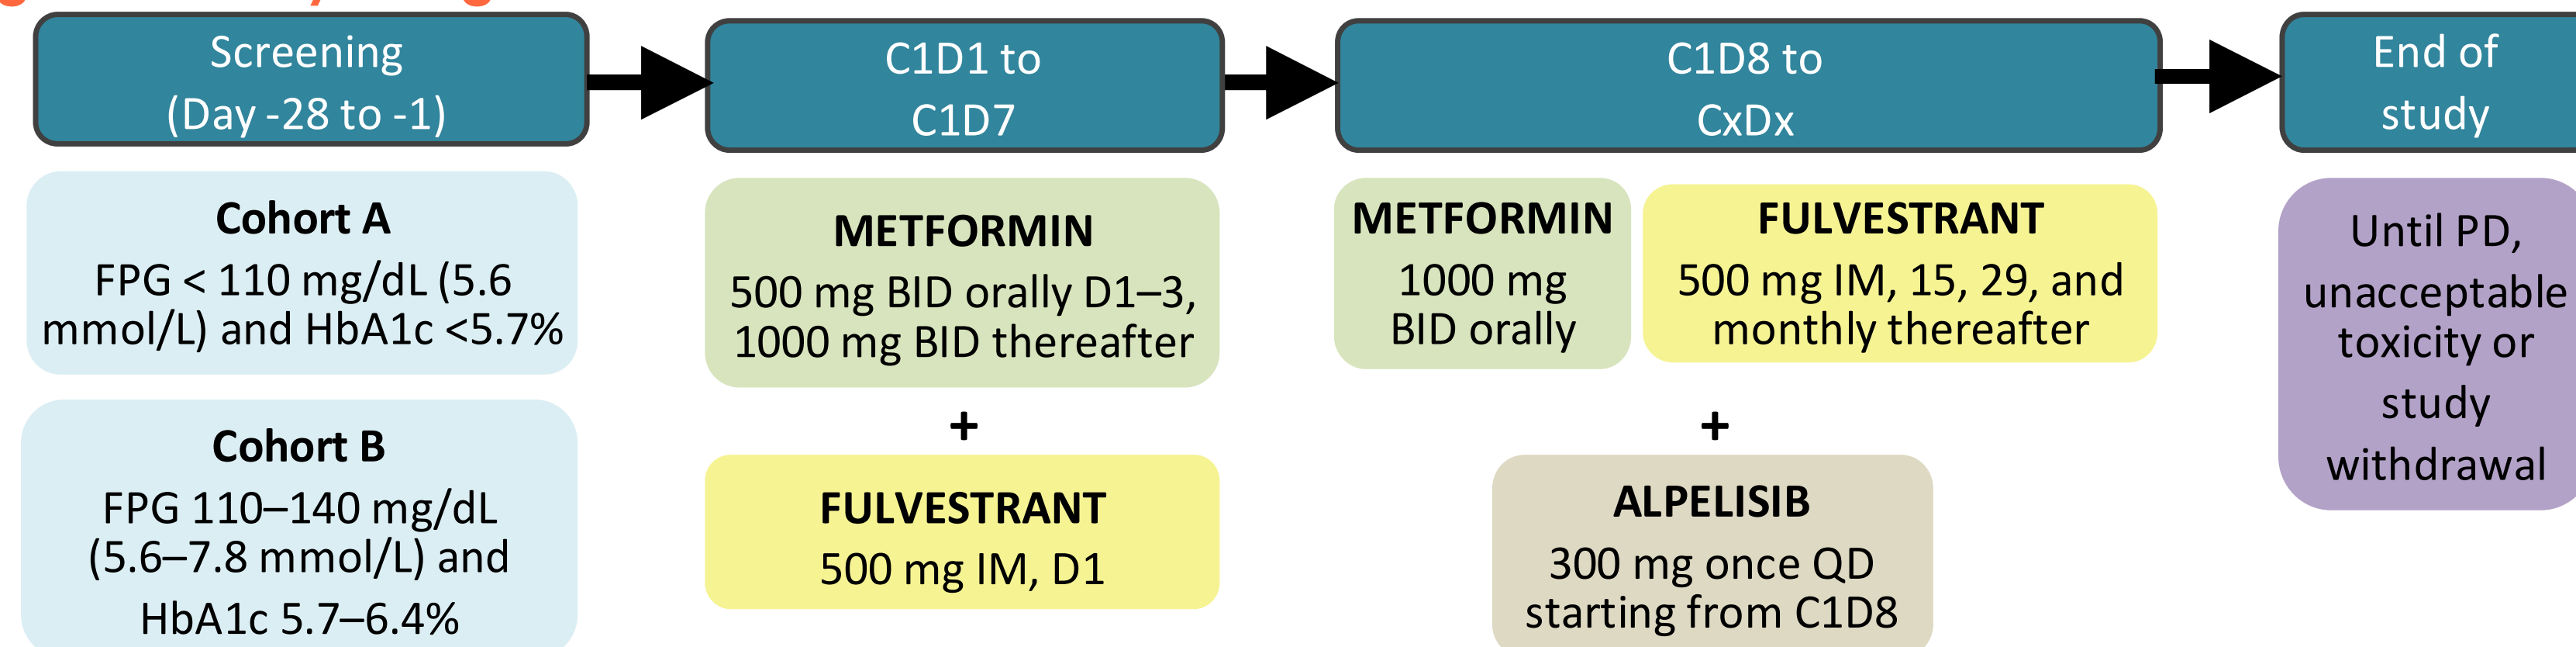 Screening
(Day -28 to -1)
C1D1 to
C1D7
C1D8 to
CxDx
End of
study
Cohort A
FPG < 110 mg/dL (5.6
mmol/L) and HbA1c <5.7%
Cohort B
FPG 110–140 mg/dL
(5.6–7.8 mmol/L) and
HbA1c 5.7–6.4%
METFORMIN
500 mg BID orally D1–3,
1000 mg BID thereafter
+
FULVESTRANT
500 mg IM, D1
METFORMIN
1000 mg
BID orally
FULVESTRANT
500 mg IM, 15, 29, and
monthly thereafter
+
ALPELISIB
300 mg once QD
starting from C1D8
Until PD,
unacceptable
toxicity or
study
withdrawal